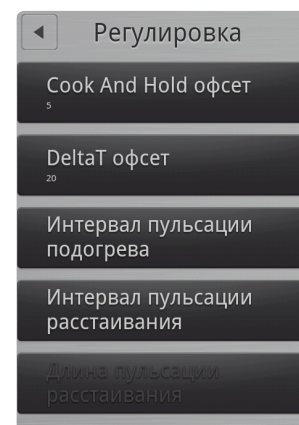 Регулировка
Cook And Hold офсет
5
DeltaT офсет
20
Интервал пульсации
подогрева
Интервал пульсации
расстаивания
Длина пульсации
расстаивания